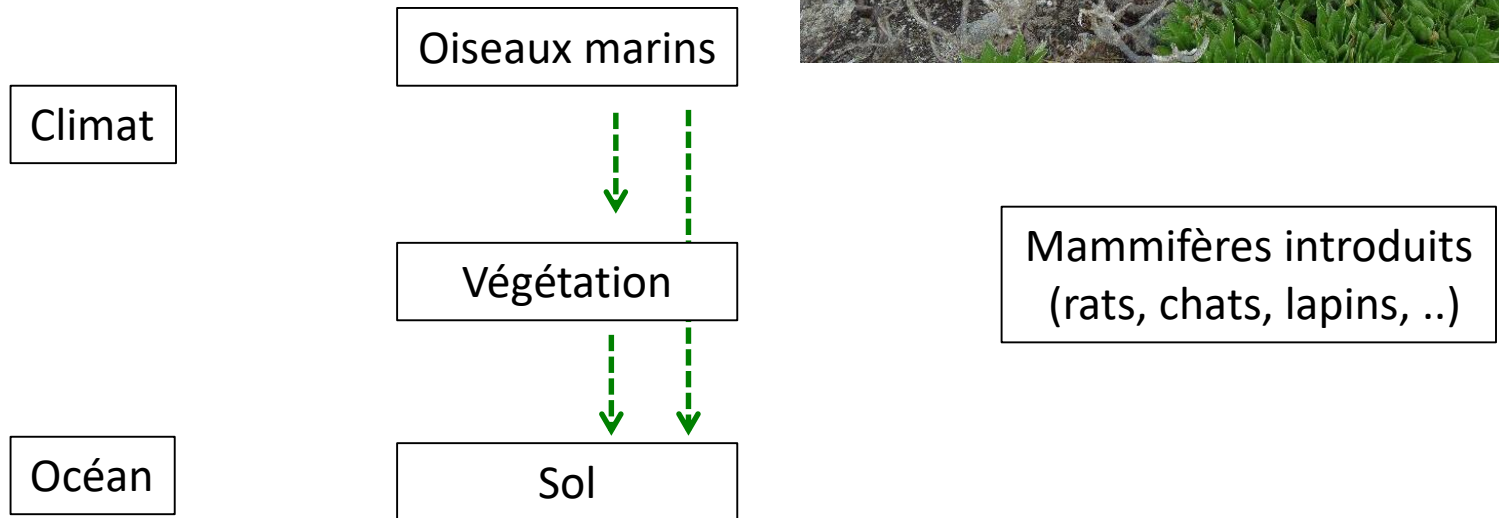 Oiseaux marins
Climat
Végétation
Mammifères introduits
(rats, chats, lapins, ..)
Océan
Sol